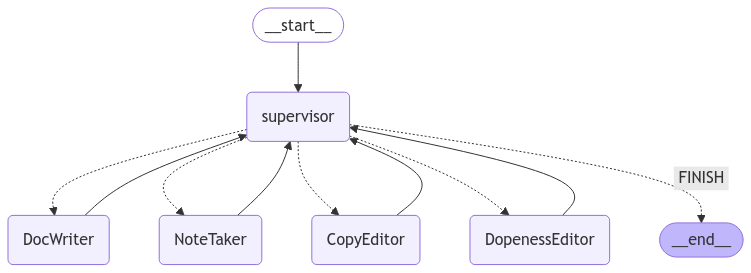 __start__
supervisor
FINISH
DocWriter
NoteTaker
CopyEditor
DopenessEditor
__end__